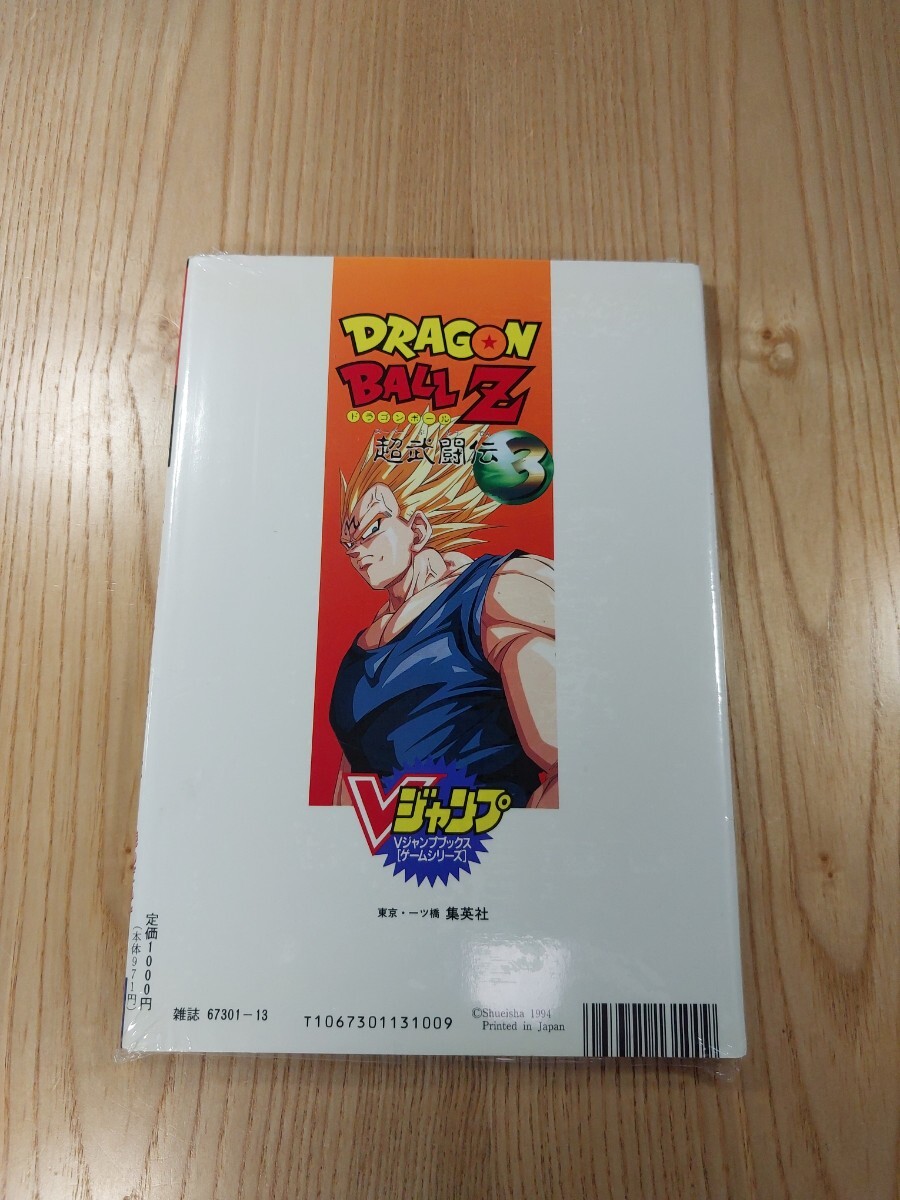 DRAGON
BALL Z
ドラゴンボール
超武闘伝 3
M
Vジャンプ
Vジャンプブックス
[ゲームシリーズ]
東京・一ツ橋 集英社
定価1000円
(本体971円)
雑誌 67301-13
T1067301131009
©Shueisha 1994
Printed in Japan